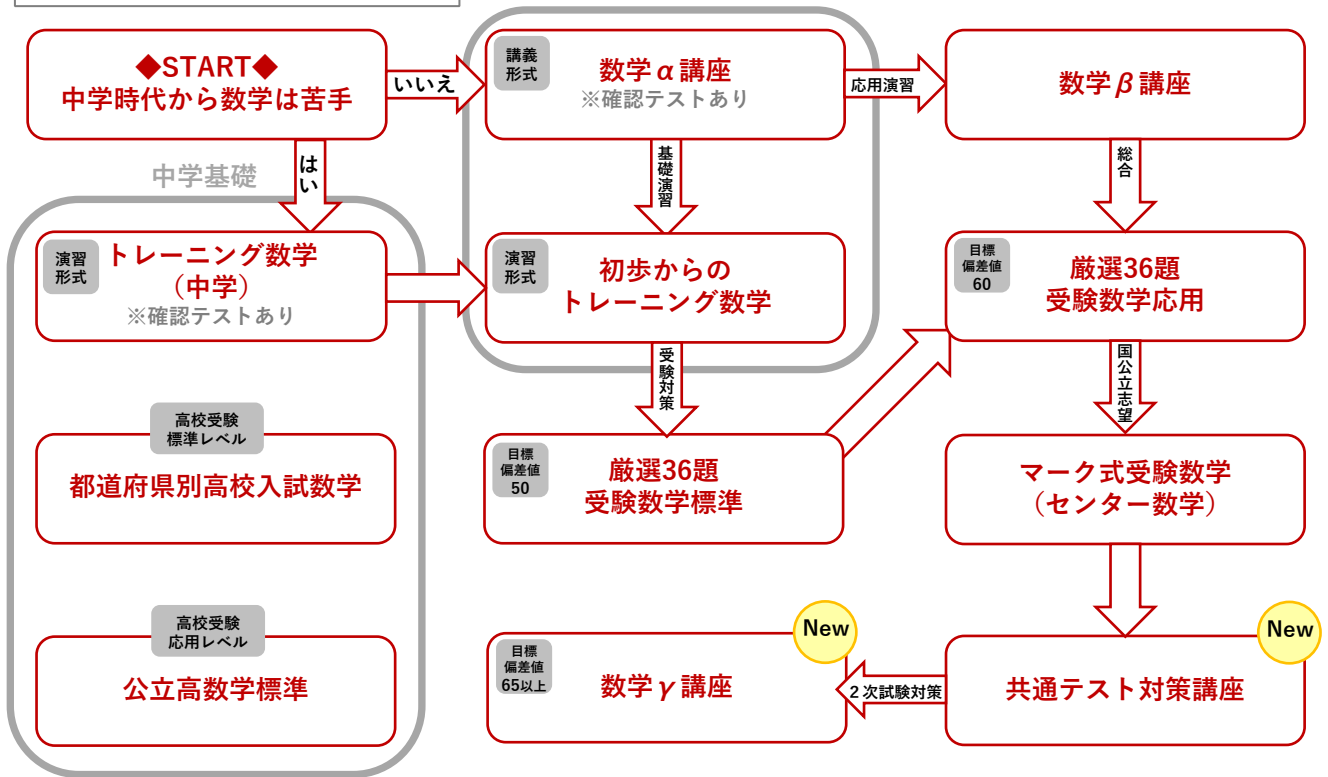 ◆START◆
中学時代から数学は苦手
いいえ
講義
形式
数学α講座
※確認テストあり
応用演習
数学β講座
はい
基礎演習
総合
中学基礎
演習
形式
トレーニング数学
（中学）
※確認テストあり
演習
形式
初歩からの
トレーニング数学
目標
偏差値
60
厳選36題
受験数学応用
受験対策
国公立志望
高校受験
標準レベル
都道府県別高校入試数学
目標
偏差値
50
厳選36題
受験数学標準
マーク式受験数学
（センター数学）
高校受験
応用レベル
公立高数学標準
目標
偏差値
65以上
数学γ講座
New
2次試験対策
共通テスト対策講座
New